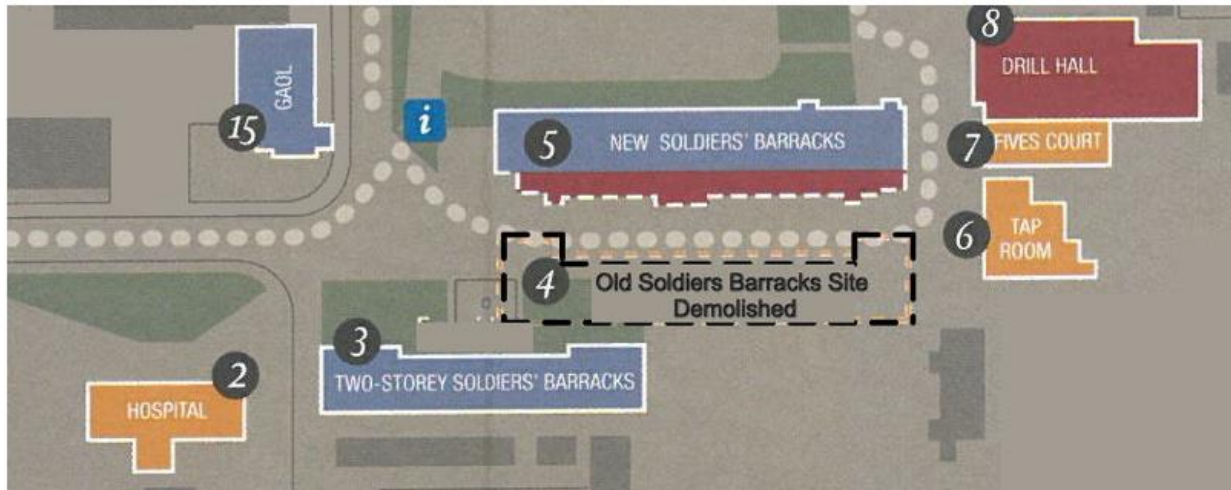 8
DRILL HALL
GAOL
15
i
5
NEW SOLDIERS' BARRACKS
7
FIVES COURT
6
TAP
ROOM
4
Old Soldiers Barracks Site
Demolished
3
TWO-STOREY SOLDIERS' BARRACKS
2
HOSPITAL